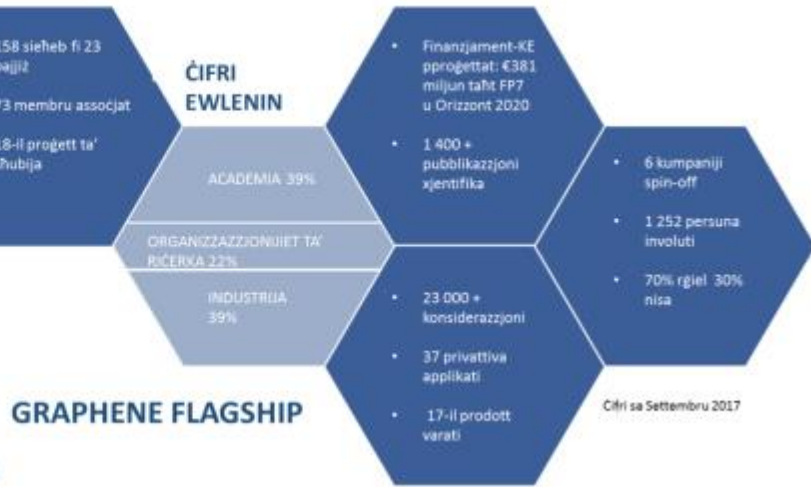 158 sieħeb fi 23
pajjiż
73 membru assoċjat
18-il proġett ta'
sħubija
ĊIFRI
EWLENIN
ACADEMIA 39%
ORGANIZZAZZJONIJIET TA'
RIĊERKA 22%
INDUSTRIJA
39%
Finanzjament-KE
pproġettat: €381
miljun taħt FP7
u Orizzont 2020
1 400 +
pubblikazzjoni
xjentifika
23 000 +
konsiderazzjoni
37 privattiva
applikati
17-il prodott
varati
6 kumpaniji
spin-off
1 252 persuna
involuti
70% rġiel 30%
nisa
GRAPHENE FLAGSHIP
Ċifri sa Settembru 2017